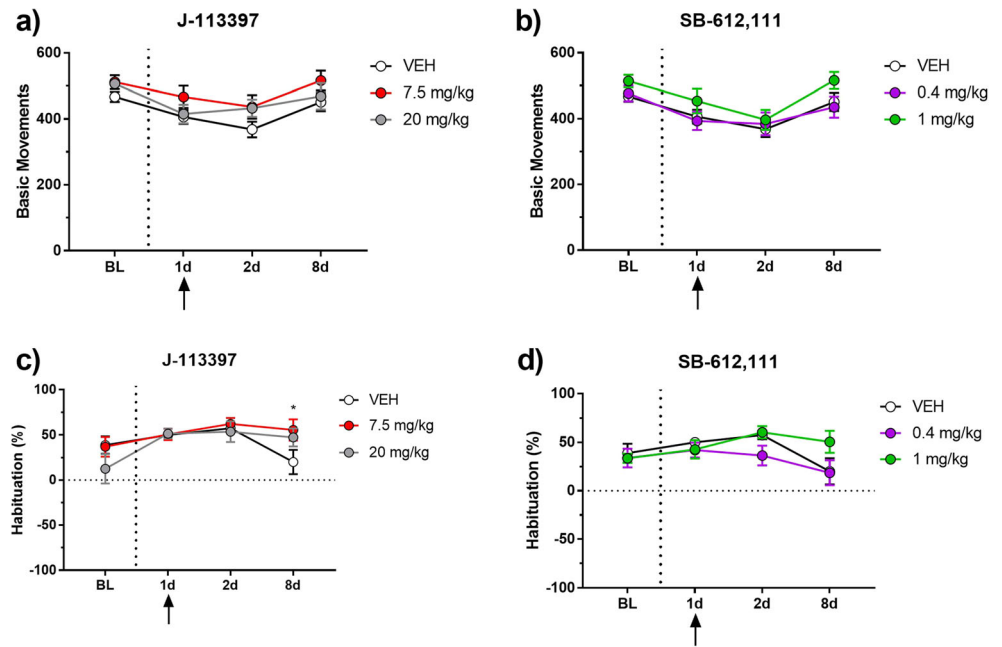 a)
J-113397
600
400
200
0
Basic Movements
BL
1d
2d
8d
VEH
7.5 mg/kg
20 mg/kg
b)
SB-612,111
600
400
200
0
Basic Movements
BL
1d
2d
8d
VEH
0.4 mg/kg
1 mg/kg
c)
J-113397
100
50
0
-50
-100
Habituation (%)
*
BL
1d
2d
8d
VEH
7.5 mg/kg
20 mg/kg
d)
SB-612,111
100
50
0
-50
-100
Habituation (%)
BL
1d
2d
8d
VEH
0.4 mg/kg
1 mg/kg